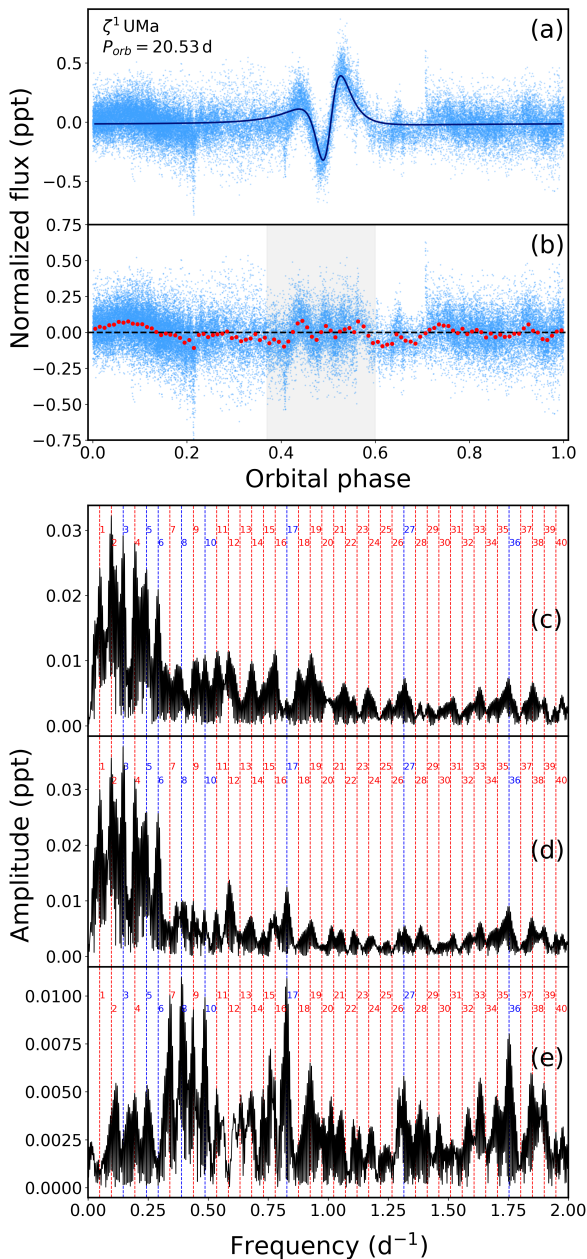 ζ¹ UMa
P_orb = 20.53 d
(a)
0.5
0.0
−0.5
Normalized flux (ppt)
(b)
0.75
0.50
0.25
0.00
−0.25
−0.50
−0.75
0.0 0.2 0.4 0.6 0.8 1.0
Orbital phase
(c)
1 3 5 7 9 11 13 15 17 19 21 23 25 27 29 31 33 35 37 39
2 4 6 8 10 12 14 16 18 20 22 24 26 28 30 32 34 36 38 40
0.03
0.02
0.01
0.00
Amplitude (ppt)
(d)
1 3 5 7 9 11 13 15 17 19 21 23 25 27 29 31 33 35 37 39
2 4 6 8 10 12 14 16 18 20 22 24 26 28 30 32 34 36 38 40
0.03
0.02
0.01
0.00
(e)
1 3 5 7 9 11 13 15 17 19 21 23 25 27 29 31 33 35 37 39
2 4 6 8 10 12 14 16 18 20 22 24 26 28 30 32 34 36 38 40
0.0100
0.0075
0.0050
0.0025
0.0000
0.00 0.25 0.50 0.75 1.00 1.25 1.50 1.75 2.00
Frequency (d⁻¹)